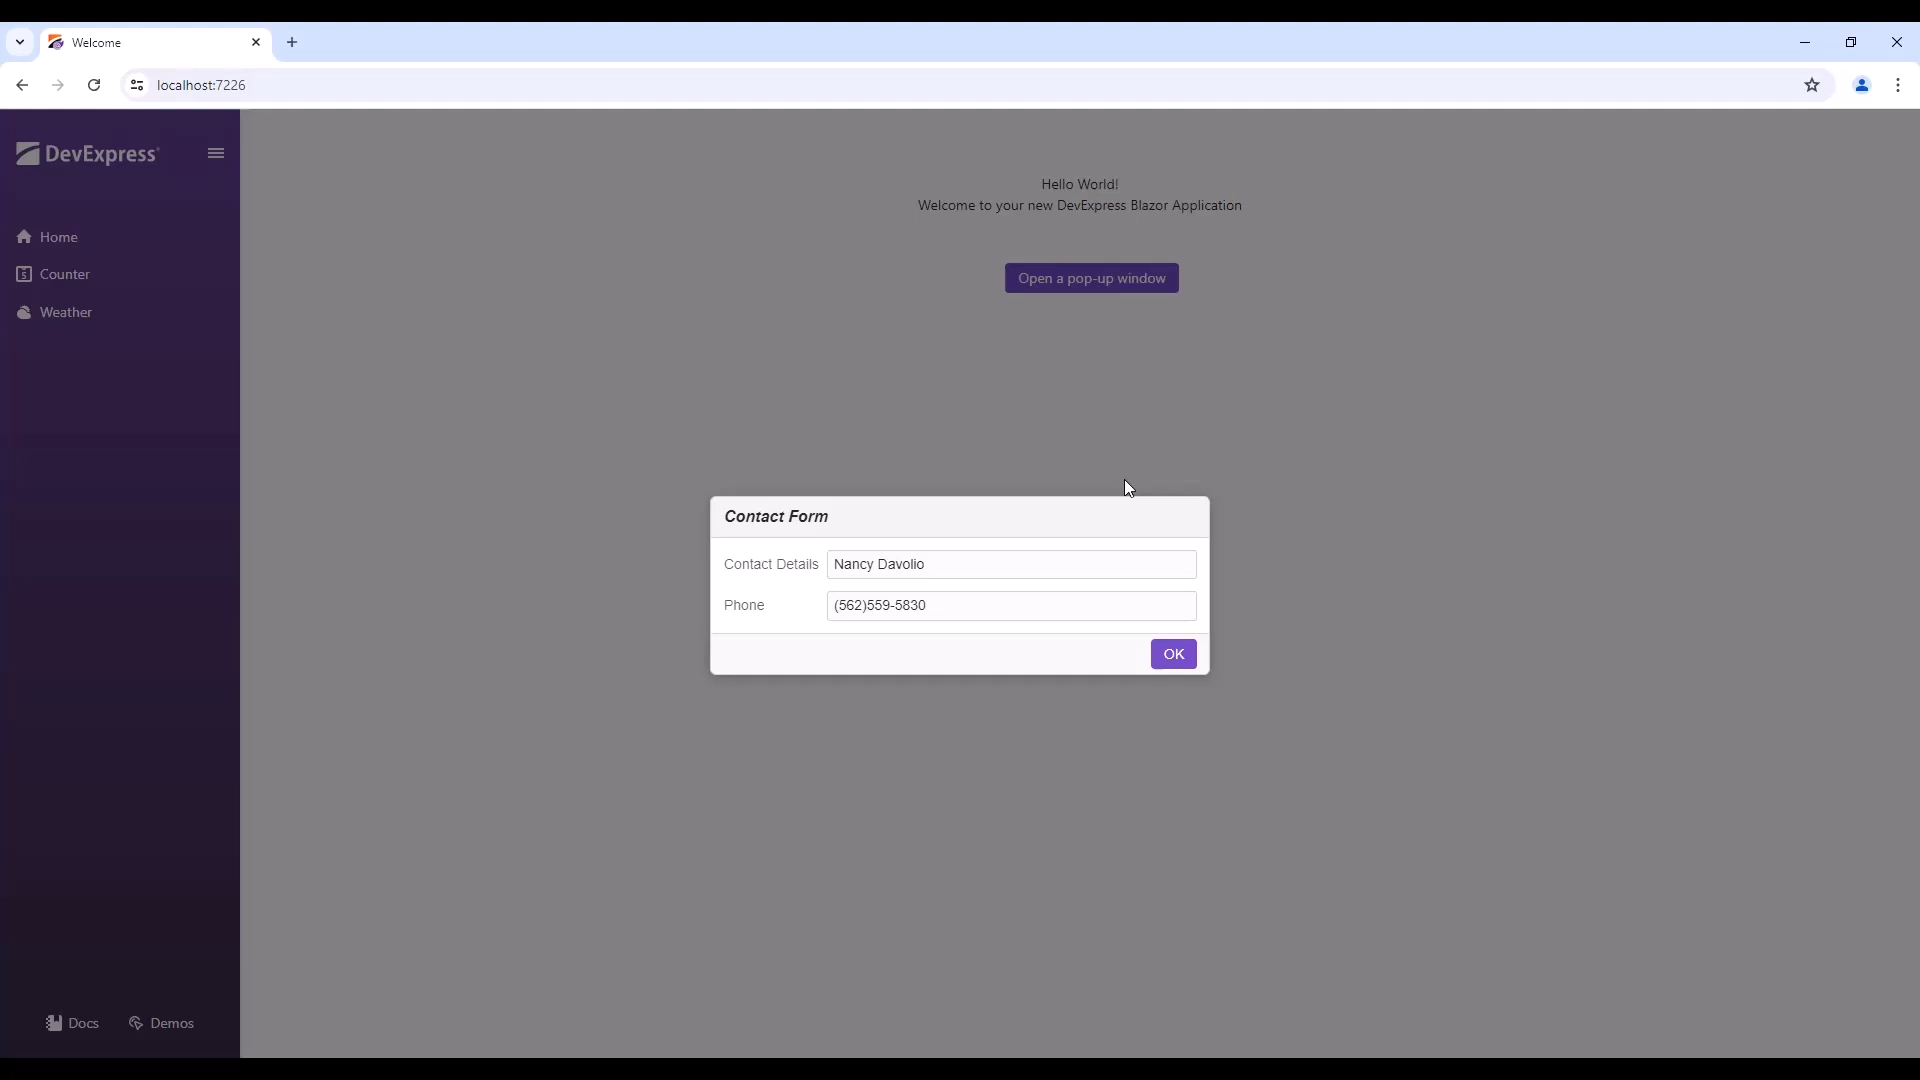 Welcome
localhost:7226
DevExpress
Home
Counter
Weather
Hello World!
Welcome to your new DevExpress Blazor Application
Open a pop-up window
Contact Form
Contact Details Nancy Davolio
Phone (562)559-5830
OK
Docs Demos